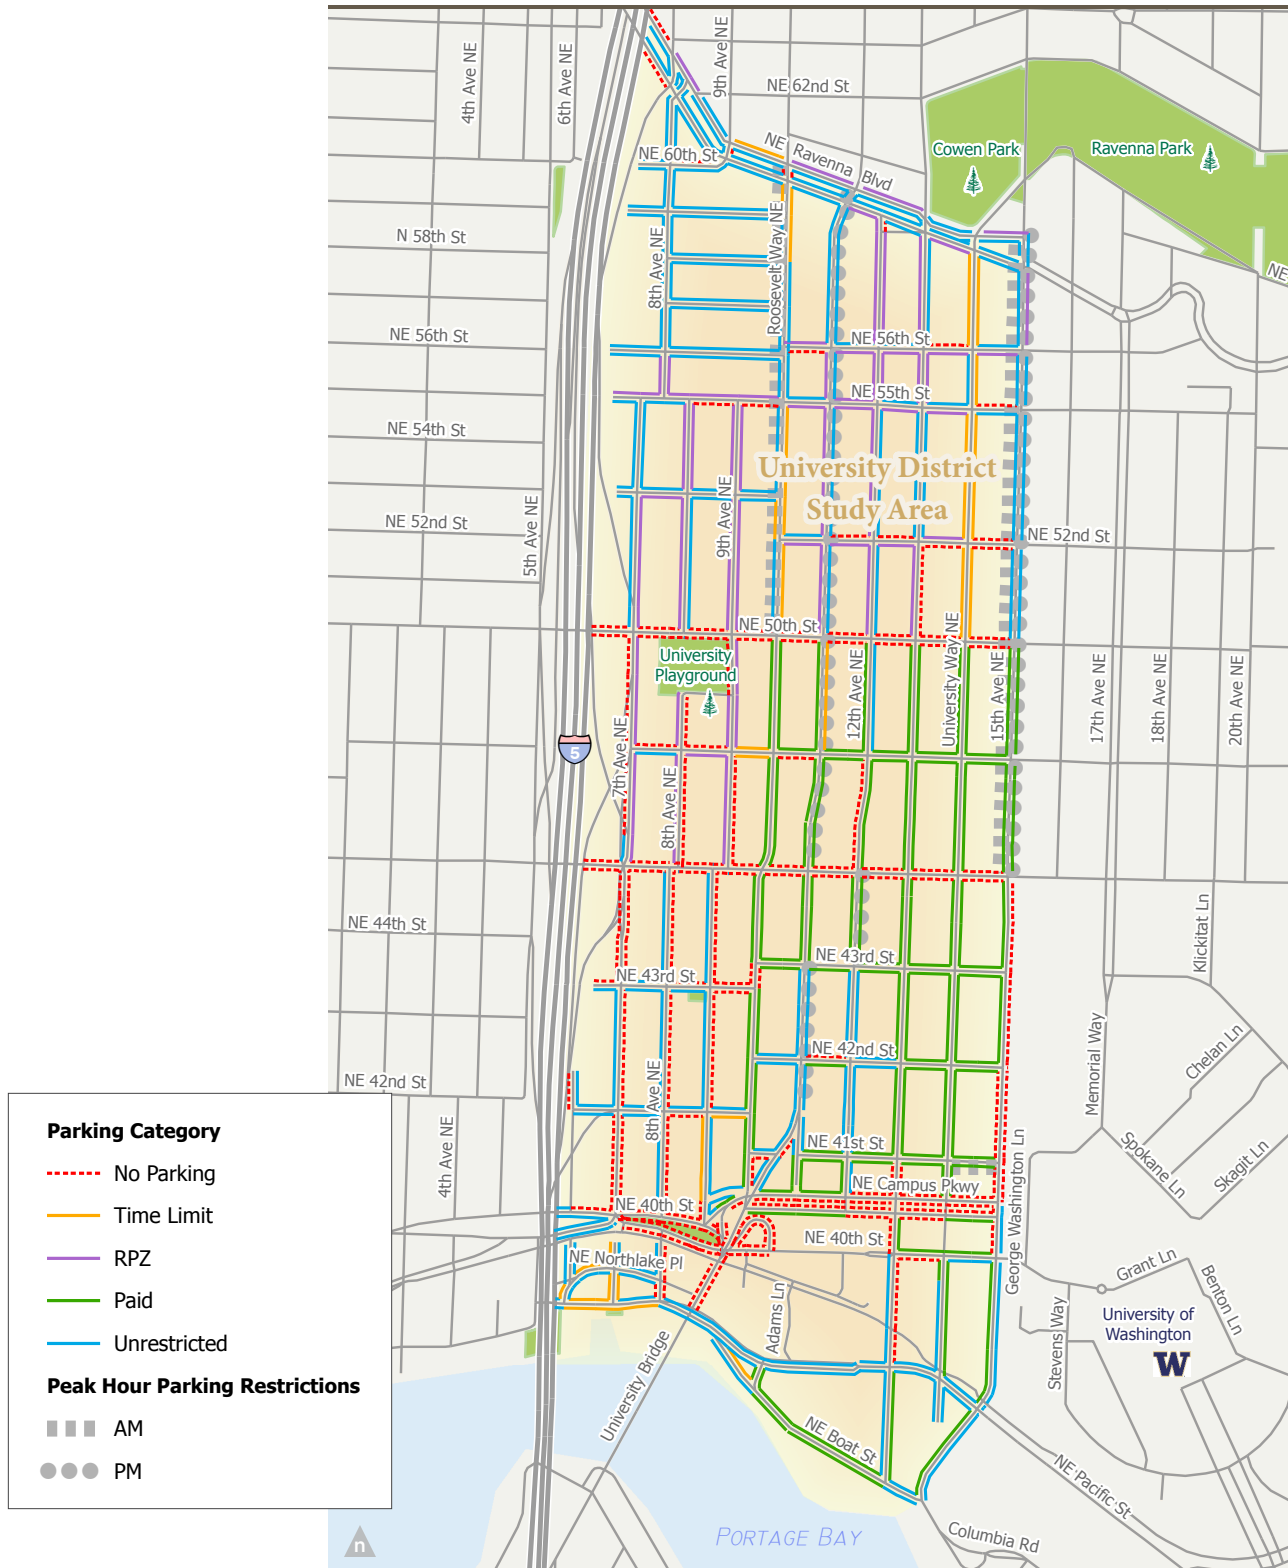 4th Ave NE
6th Ave NE
9th Ave NE
NE 62nd St
NE Ravenna Blvd
Cowen Park
Ravenna Park
NE 60th St
N 58th St
8th Ave NE
Roosevelt Way NE
NE
NE 56th St
NE 56th St
NE 55th St
NE 54th St
University District
Study Area
5th Ave NE
NE 52nd St
9th Ave NE
NE 52nd St
NE 50th St
University
Playground
12th Ave NE
University Way NE
15th Ave NE
17th Ave NE
18th Ave NE
20th Ave NE
5
7th Ave NE
8th Ave NE
NE 44th St
NE 43rd St
NE 43rd St
Klickitat Ln
Memorial Way
Chelan Ln
NE 42nd St
NE 42nd St
8th Ave NE
4th Ave NE
NE 41st St
Spokane Ln
Skagit Ln
George Washington Ln
NE Campus Pkwy
NE 40th St
NE 40th St
NE Northlake Pl
Grant Ln
Benton Ln
Adams Ln
Stevens Way
University of
Washington
W
University Bridge
NE Boat St
NE Pacific St
Columbia Rd
PORTAGE BAY
n
Parking Category
No Parking
Time Limit
RPZ
Paid
Unrestricted
Peak Hour Parking Restrictions
AM
PM